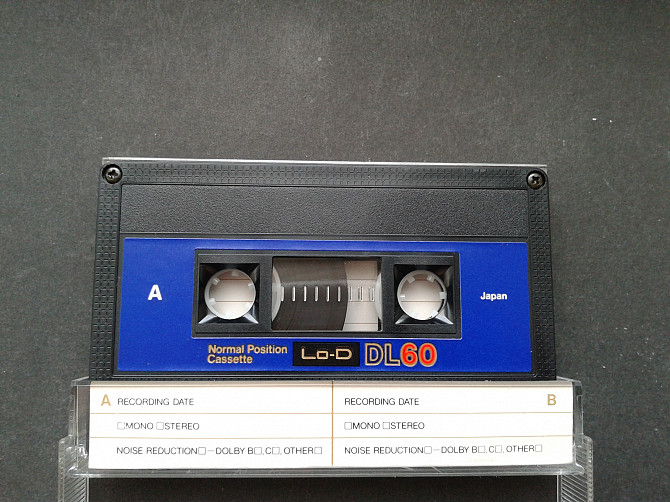 A
Japan
Normal Position
Cassette
Lo-D
DL60
A RECORDING DATE
□MONO □STEREO
NOISE REDUCTION□—DOLBY B□, C□, OTHER□
RECORDING DATE B
□MONO □STEREO
NOISE REDUCTION□—DOLBY B□, C□, OTHER□